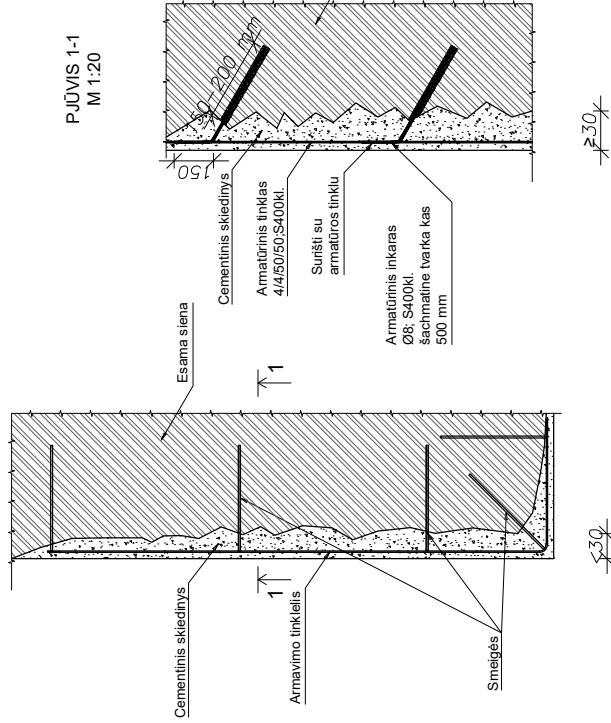 PJŪVIS 1-1
M 1:20
50-200 mm
150
Cementinis skiedinys
Armatūrinis tinklas
4/4/50/50;S400kl.
Surišti su
armatūros tinklu
Armatūrinis inkaras
Ø8; S400kl.
šachmatine tvarka kas
500 mm
≥30
Esama siena
1
1
Cementinis skiedinys
Armavimo tinklelis
Smeigės
<30